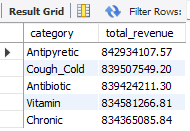 Result Grid Filter Rows:
category total_revenue
Antipyretic 842934107.57
Cough_Cold 839507549.20
Antibiotic 839424211.30
Vitamin 834581266.81
Chronic 834365085.84